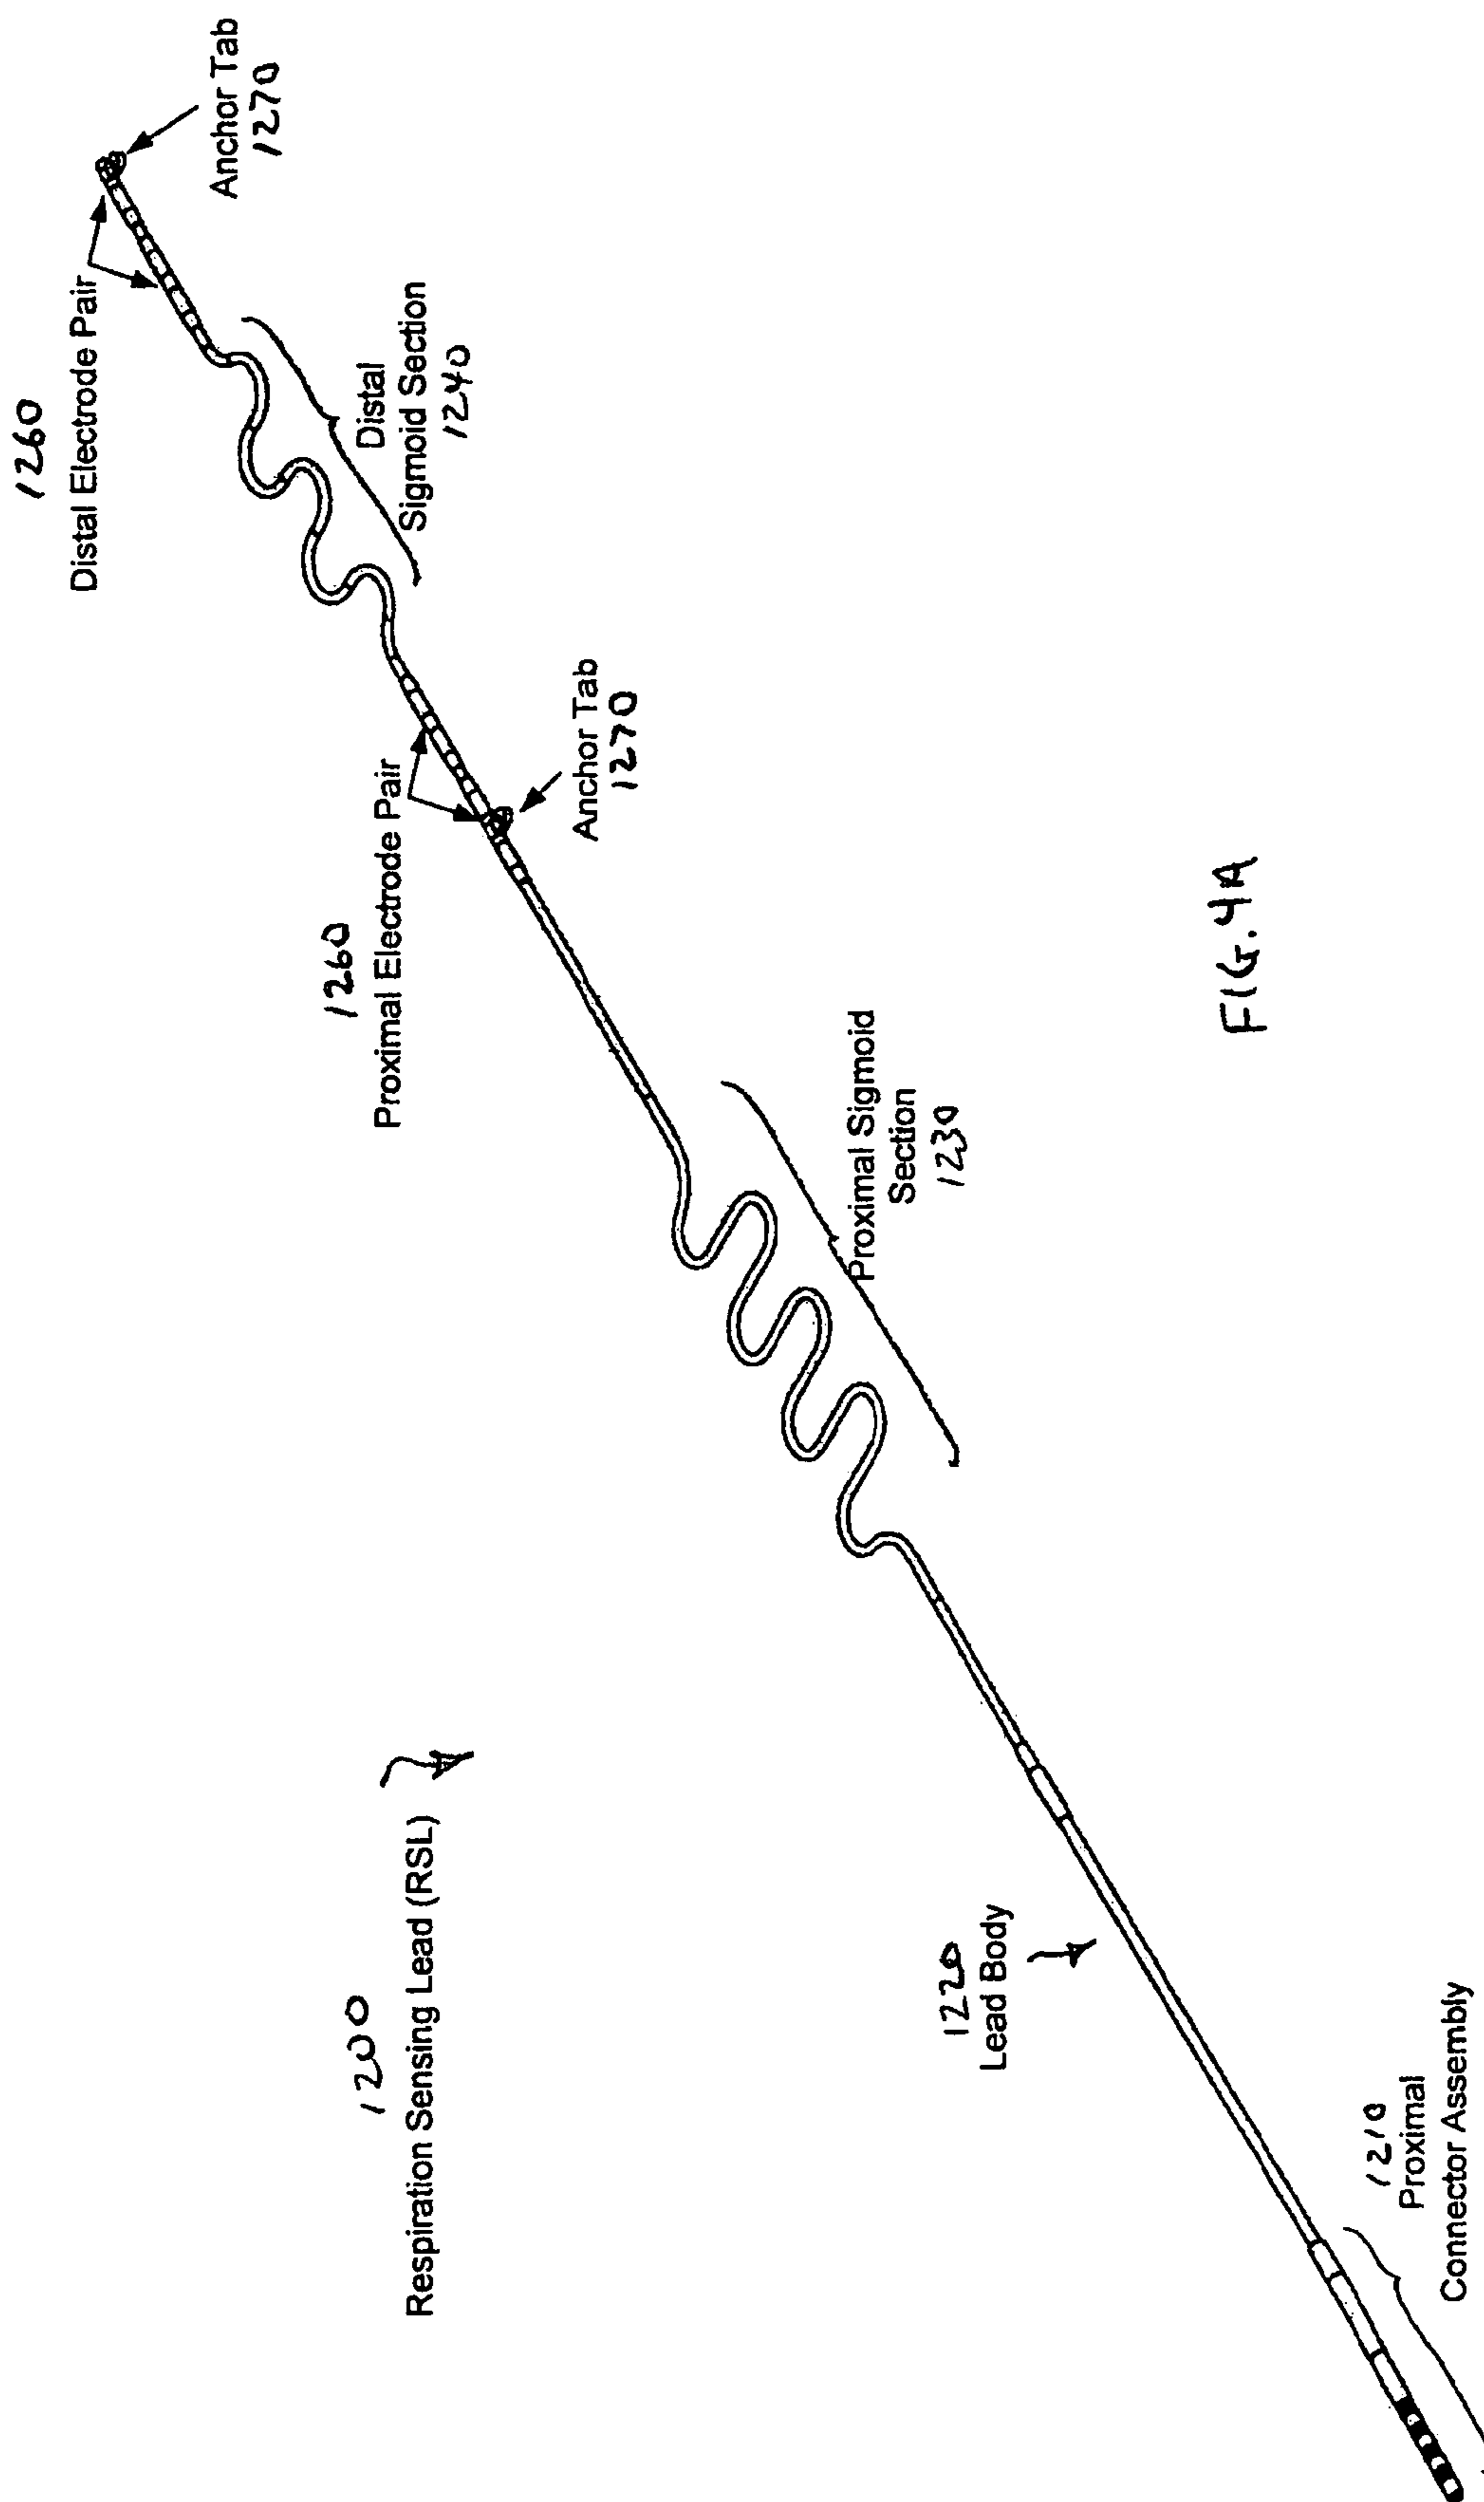 1260
Distal Electrode Pair
Anchor Tab
1270
Distal
Sigmoid Section
1240
1260
Proximal Electrode Pair
Anchor Tab
1270
Proximal Sigmoid
Section
1230
1200
Respiration Sensing Lead (RSL)
1220
Lead Body
1210
Proximal
Connector Assembly
FIG. 4A